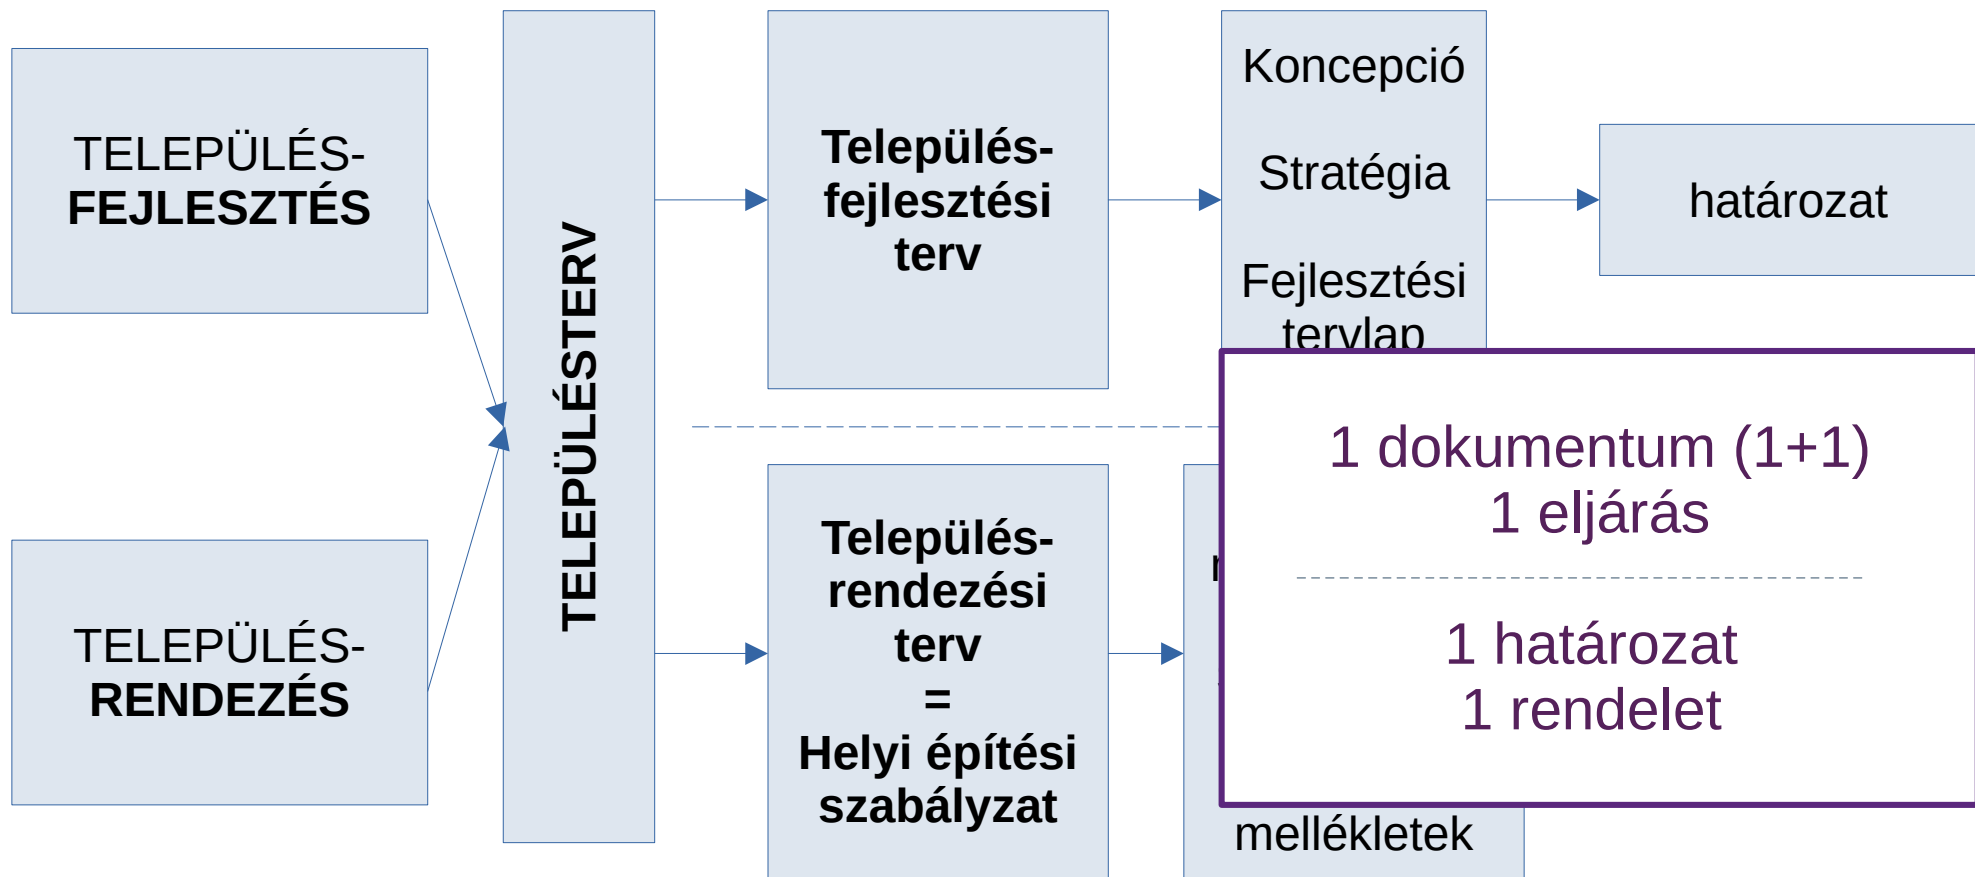 TELEPÜLÉS-
FEJLESZTÉS
TELEPÜLÉS-
RENDEZÉS
TELEPÜLÉSTERV
Település-
fejlesztési
terv
Koncepció
Stratégia
Fejlesztési
tervlap
határozat
Település-
rendezési
terv
=
Helyi építési
szabályzat
1 dokumentum (1+1)
1 eljárás
1 határozat
1 rendelet
mellékletek